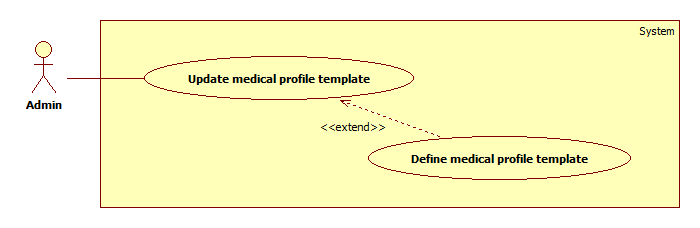 System
Update medical profile template
Admin
<<extend>>
Define medical profile template